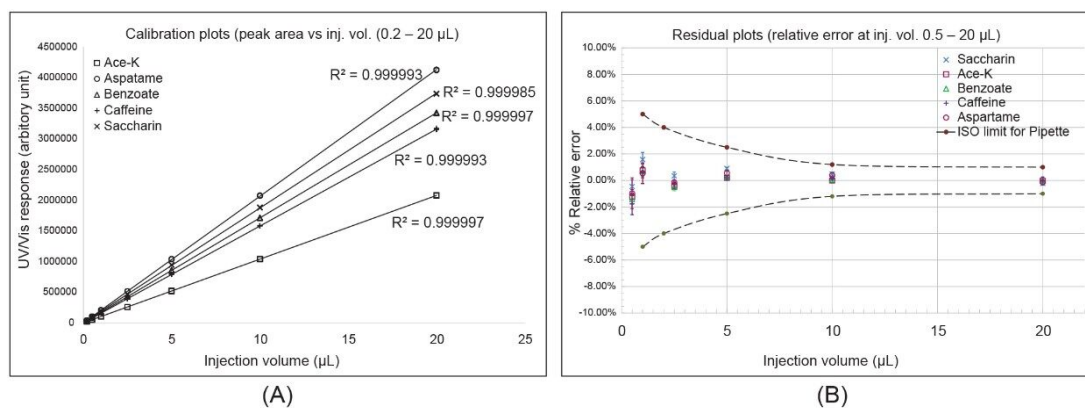 Calibration plots (peak area vs inj. vol. (0.2 – 20 µL)
4500000
4000000
3500000
3000000
2500000
2000000
1500000
1000000
500000
0
UV/Vis response (arbitory unit)
Ace-K
Aspatame
Benzoate
Caffeine
Saccharin
R² = 0.999993
R² = 0.999985
R² = 0.999997
R² = 0.999993
R² = 0.999997
0 5 10 15 20 25
Injection volume (µL)
(A)
Residual plots (relative error at inj. vol. 0.5 – 20 µL)
10.00%
8.00%
6.00%
4.00%
2.00%
0.00%
-2.00%
-4.00%
-6.00%
-8.00%
-10.00%
% Relative error
Saccharin
Ace-K
Benzoate
Caffeine
Aspartame
ISO limit for Pipette
0 5 10 15 20
Injection volume (µL)
(B)